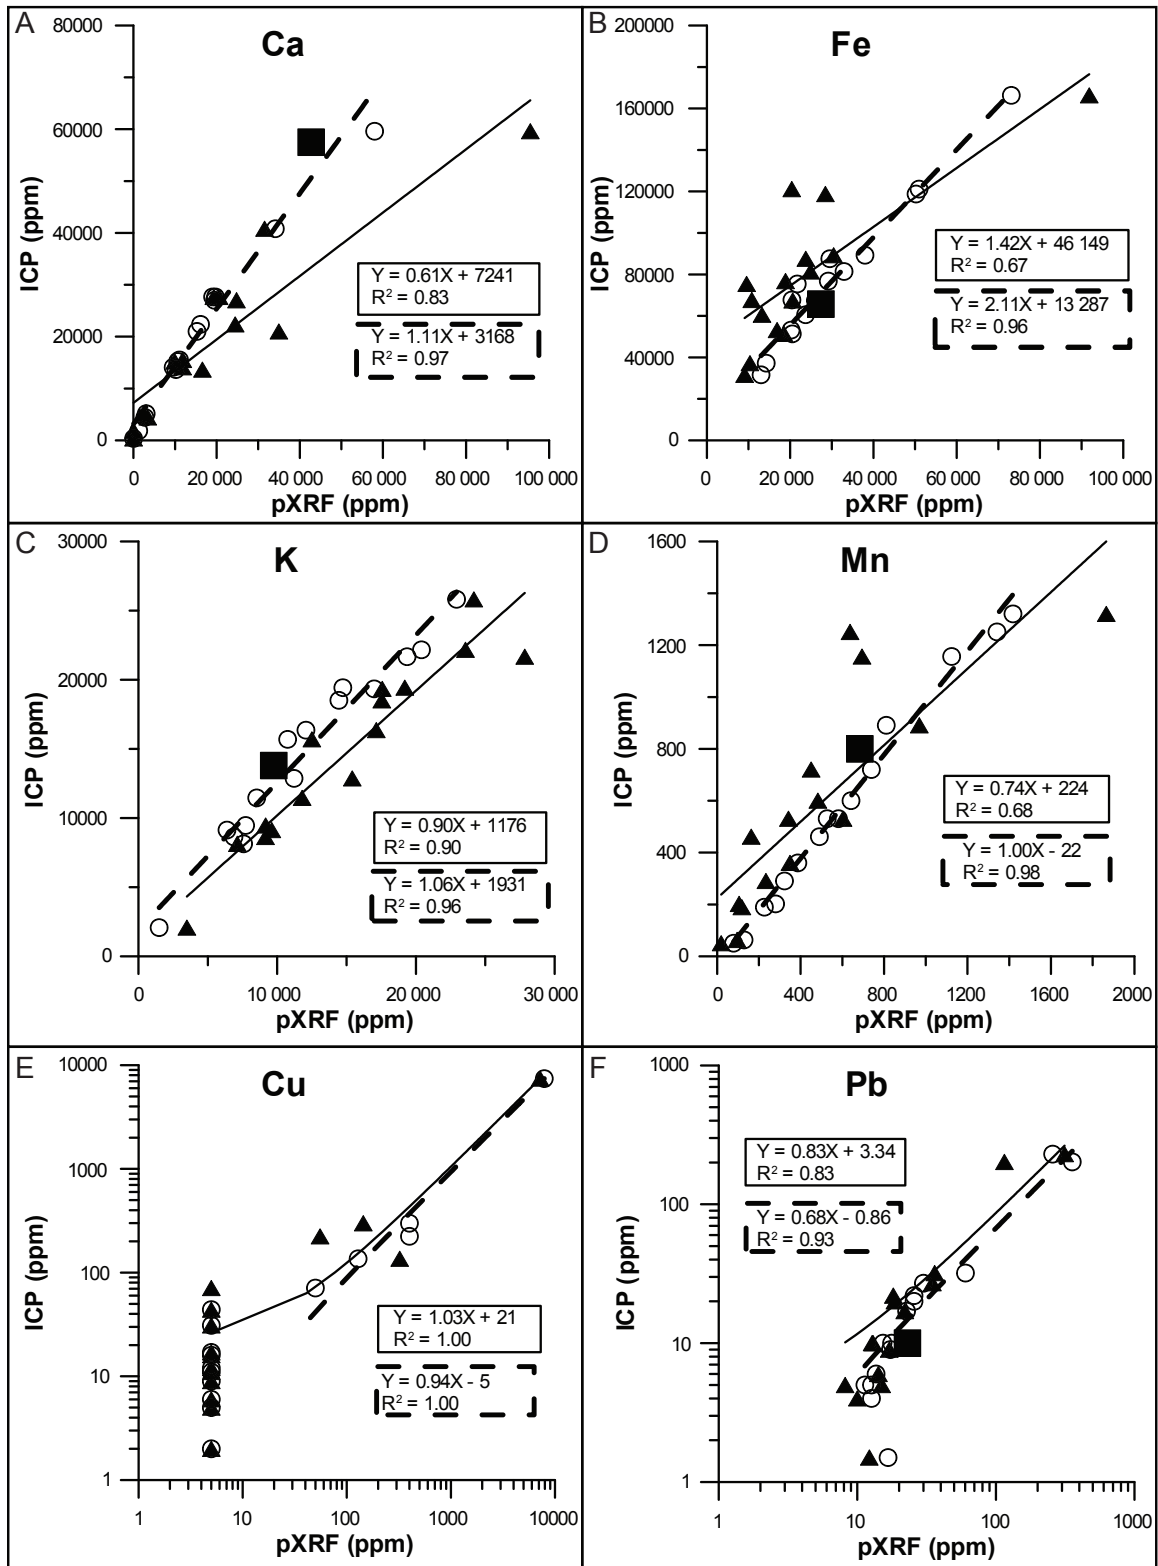 A
Ca
80000
60000
40000
20000
0
ICP (ppm)
Y = 0.61X + 7241
R² = 0.83
Y = 1.11X + 3168
R² = 0.97
0 20 000 40 000 60 000 80 000 100 000
pXRF (ppm)
B
Fe
200000
160000
120000
80000
40000
0
ICP (ppm)
Y = 1.42X + 46 149
R² = 0.67
Y = 2.11X + 13 287
R² = 0.96
0 20 000 40 000 60 000 80 000 100 000
pXRF (ppm)
C
K
30000
20000
10000
0
ICP (ppm)
Y = 0.90X + 1176
R² = 0.90
Y = 1.06X + 1931
R² = 0.96
0 10 000 20 000 30 000
pXRF (ppm)
D
Mn
1600
1200
800
400
0
ICP (ppm)
Y = 0.74X + 224
R² = 0.68
Y = 1.00X - 22
R² = 0.98
0 400 800 1200 1600 2000
pXRF (ppm)
E
Cu
10000
1000
100
10
1
ICP (ppm)
Y = 1.03X + 21
R² = 1.00
Y = 0.94X - 5
R² = 1.00
1 10 100 1000 10000
pXRF (ppm)
F
Pb
1000
100
10
1
ICP (ppm)
Y = 0.83X + 3.34
R² = 0.83
Y = 0.68X - 0.86
R² = 0.93
1 10 100 1000
pXRF (ppm)